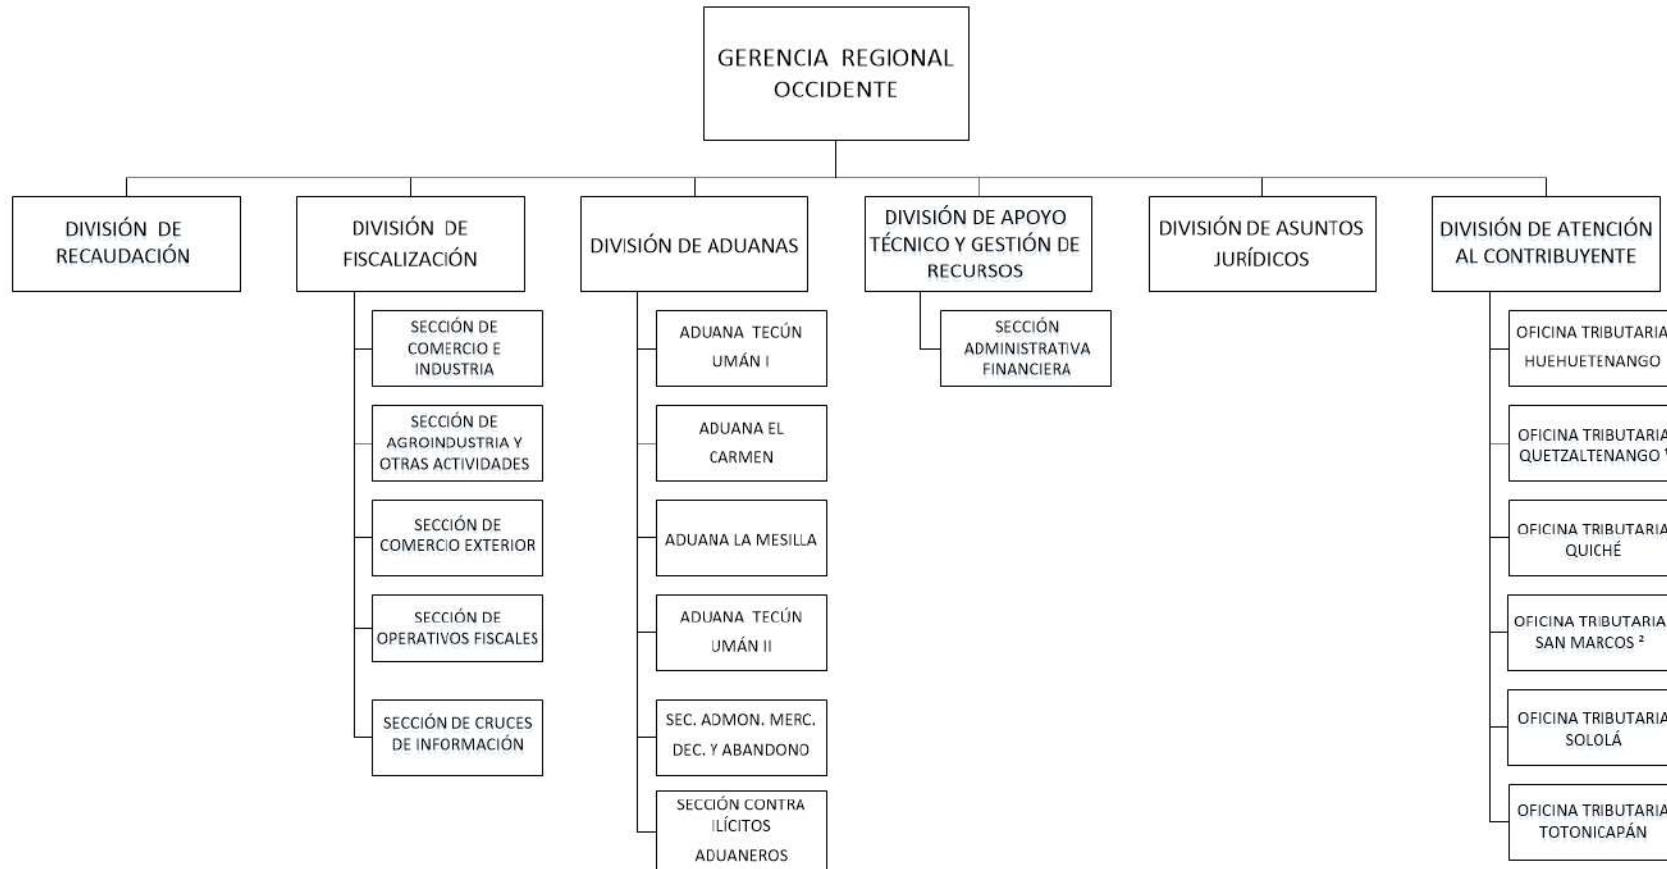 GERENCIA REGIONAL
OCCIDENTE
DIVISIÓN DE
RECAUDACIÓN
DIVISIÓN DE
FISCALIZACIÓN
SECCIÓN DE
COMERCIO E
INDUSTRIA
SECCIÓN DE
AGROINDUSTRIA Y
OTRAS ACTIVIDADES
SECCIÓN DE
COMERCIO EXTERIOR
SECCIÓN DE
OPERATIVOS FISCALES
SECCIÓN DE CRUCES
DE INFORMACIÓN
DIVISIÓN DE ADUANAS
ADUANA TECÚN
UMÁN I
ADUANA EL
CARMEN
ADUANA LA MESILLA
ADUANA TECÚN
UMÁN II
SEC. ADMON. MERC.
DEC. Y ABANDONO
SECCIÓN CONTRA
ILÍCITOS
ADUANEROS
DIVISIÓN DE APOYO
TÉCNICO Y GESTIÓN DE
RECURSOS
SECCIÓN
ADMINISTRATIVA
FINANCIERA
DIVISIÓN DE ASUNTOS
JURÍDICOS
DIVISIÓN DE ATENCIÓN
AL CONTRIBUYENTE
OFICINA TRIBUTARIA
HUEHUETENANGO
OFICINA TRIBUTARIA
QUETZALTENANGO ¹
OFICINA TRIBUTARIA
QUICHÉ
OFICINA TRIBUTARIA
SAN MARCOS ²
OFICINA TRIBUTARIA
SOLOLÁ
OFICINA TRIBUTARIA
TOTONICAPÁN